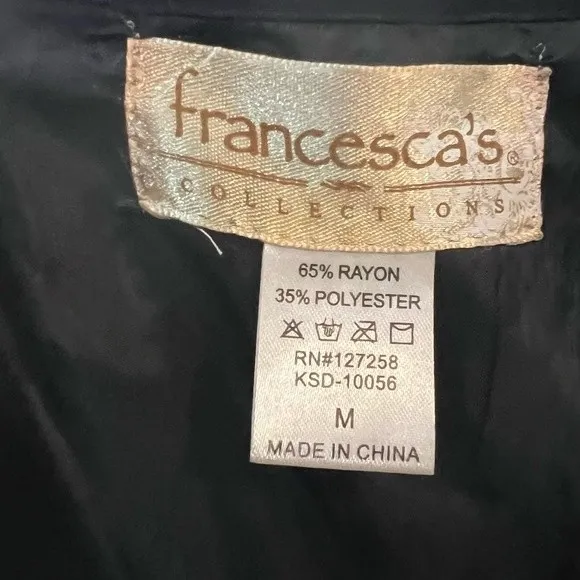 francesca's®
COLLECTIONS
65% RAYON
35% POLYESTER
RN#127258
KSD-10056
M
MADE IN CHINA